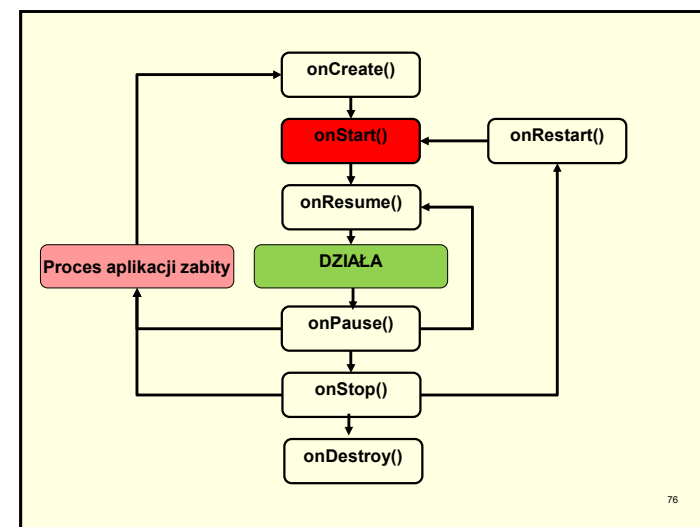 onCreate()
onStart()
onRestart()
onResume()
Proces aplikacji zabity
DZIAŁA
onPause()
onStop()
onDestroy()
76